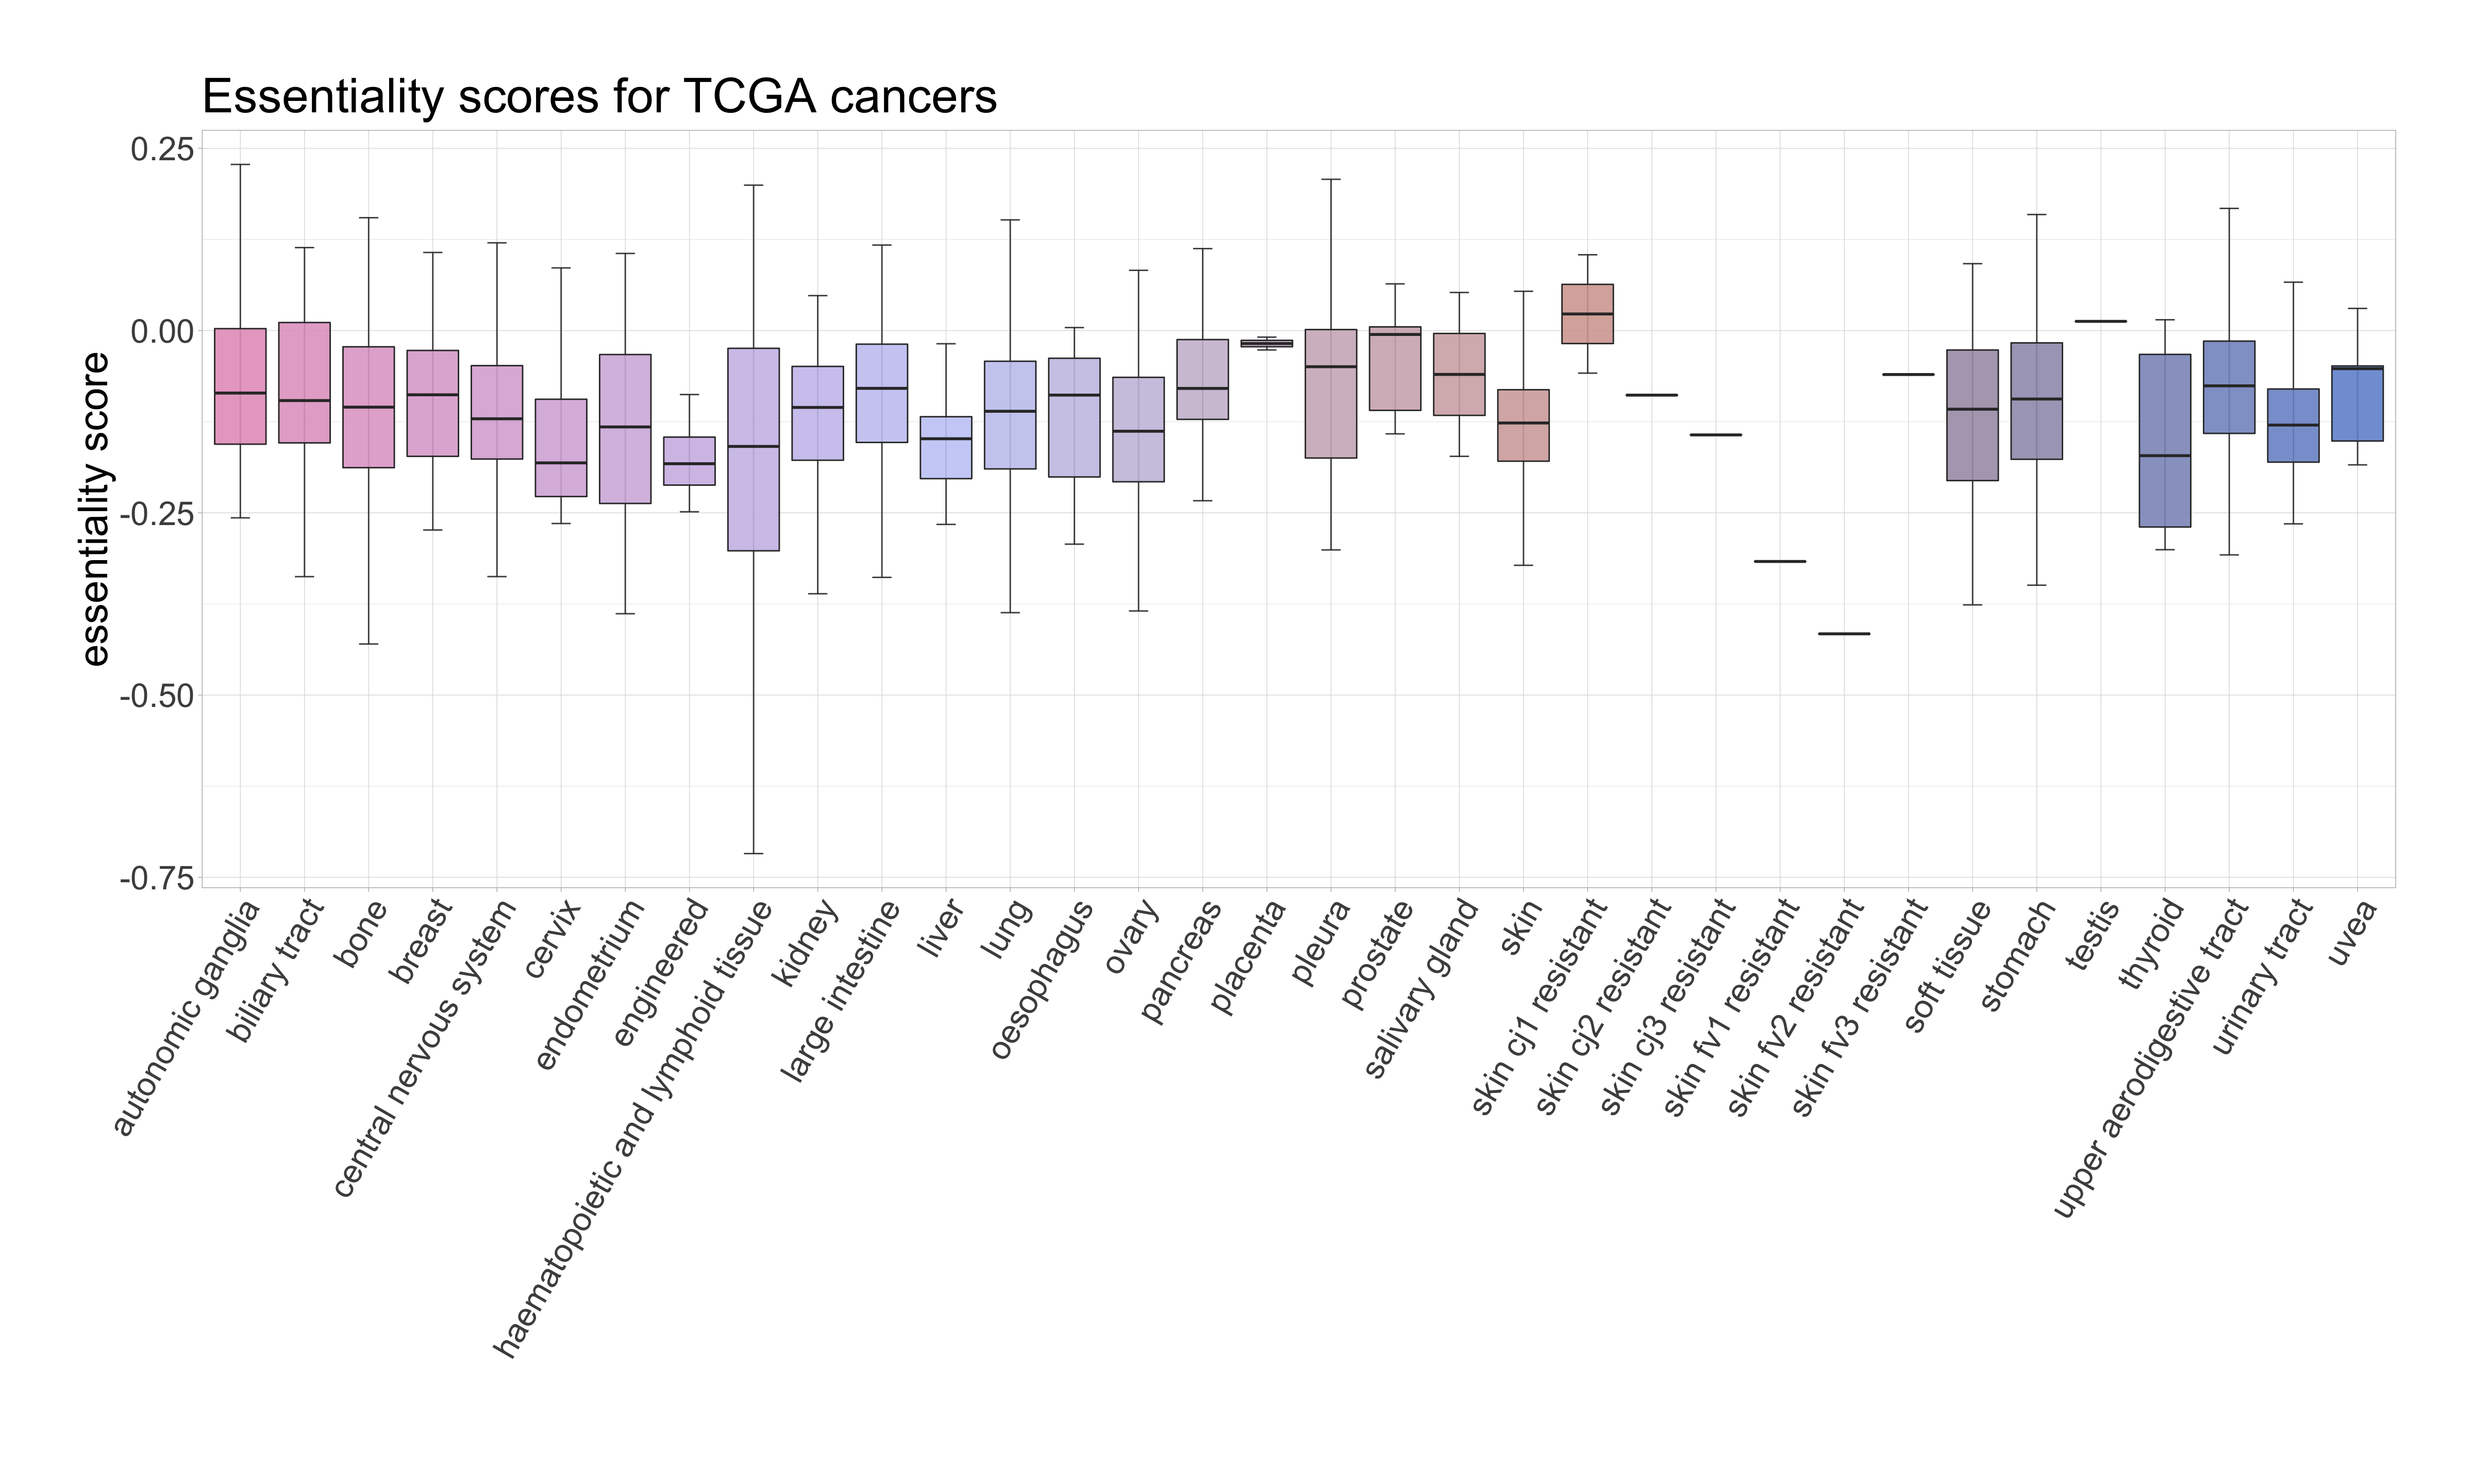 Essentiality scores for TCGA cancers
essentiality score
0.25
0.00
-0.25
-0.50
-0.75
autonomic ganglia
biliary tract
bone
breast
central nervous system
cervix
endometrium
engineered
haematopoietic and lymphoid tissue
kidney
large intestine
liver
lung
oesophagus
ovary
pancreas
placenta
pleura
prostate
salivary gland
skin
skin cj1 resistant
skin cj2 resistant
skin cj3 resistant
skin fv1 resistant
skin fv2 resistant
skin fv3 resistant
soft tissue
stomach
testis
thyroid
upper aerodigestive tract
urinary tract
uvea